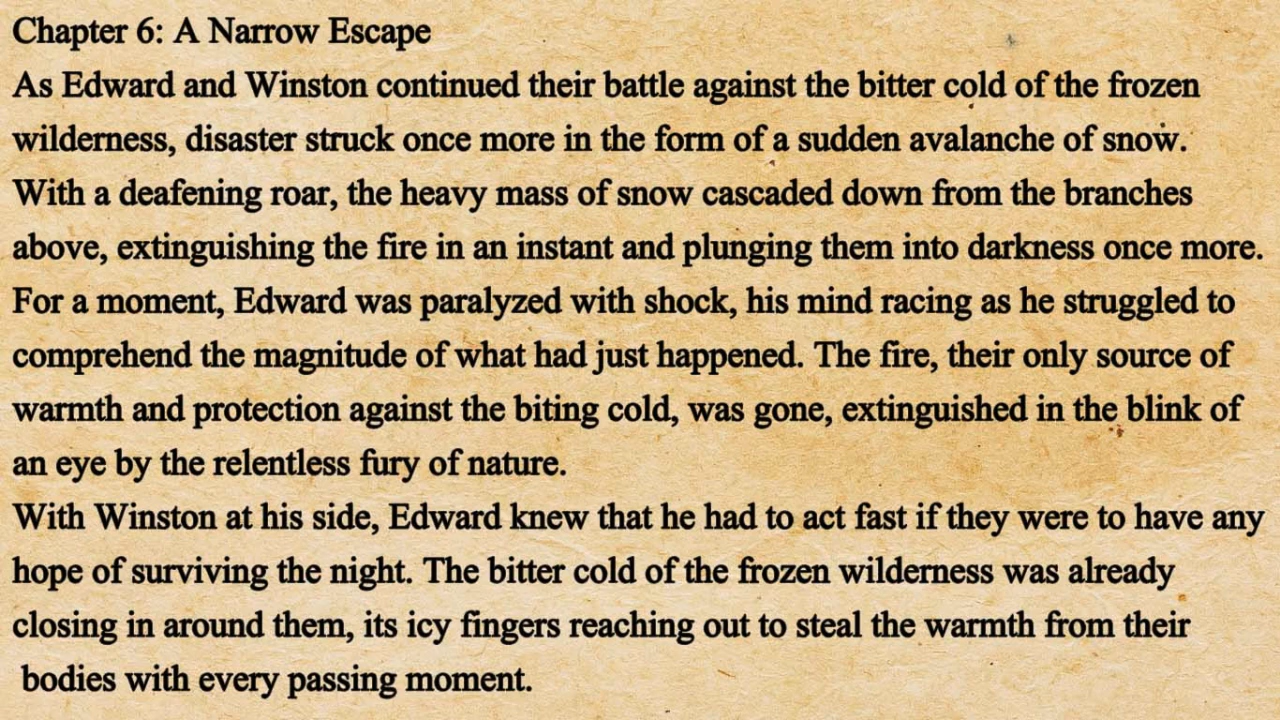 Chapter 6: A Narrow Escape
As Edward and Winston continued their battle against the bitter cold of the frozen
wilderness, disaster struck once more in the form of a sudden avalanche of snow.
With a deafening roar, the heavy mass of snow cascaded down from the branches
above, extinguishing the fire in an instant and plunging them into darkness once more.
For a moment, Edward was paralyzed with shock, his mind racing as he struggled to
comprehend the magnitude of what had just happened. The fire, their only source of
warmth and protection against the biting cold, was gone, extinguished in the blink of
an eye by the relentless fury of nature.
With Winston at his side, Edward knew that he had to act fast if they were to have any
hope of surviving the night. The bitter cold of the frozen wilderness was already
closing in around them, its icy fingers reaching out to steal the warmth from their
bodies with every passing moment.